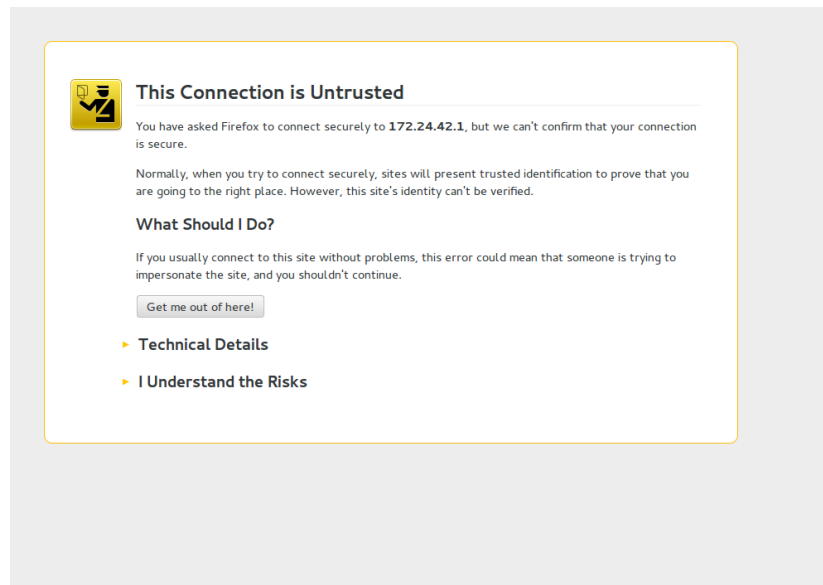 This Connection is Untrusted
You have asked Firefox to connect securely to 172.24.42.1, but we can't confirm that your connection
is secure.
Normally, when you try to connect securely, sites will present trusted identification to prove that you
are going to the right place. However, this site's identity can't be verified.
What Should I Do?
If you usually connect to this site without problems, this error could mean that someone is trying to
impersonate the site, and you shouldn't continue.
Get me out of here!
Technical Details
I Understand the Risks